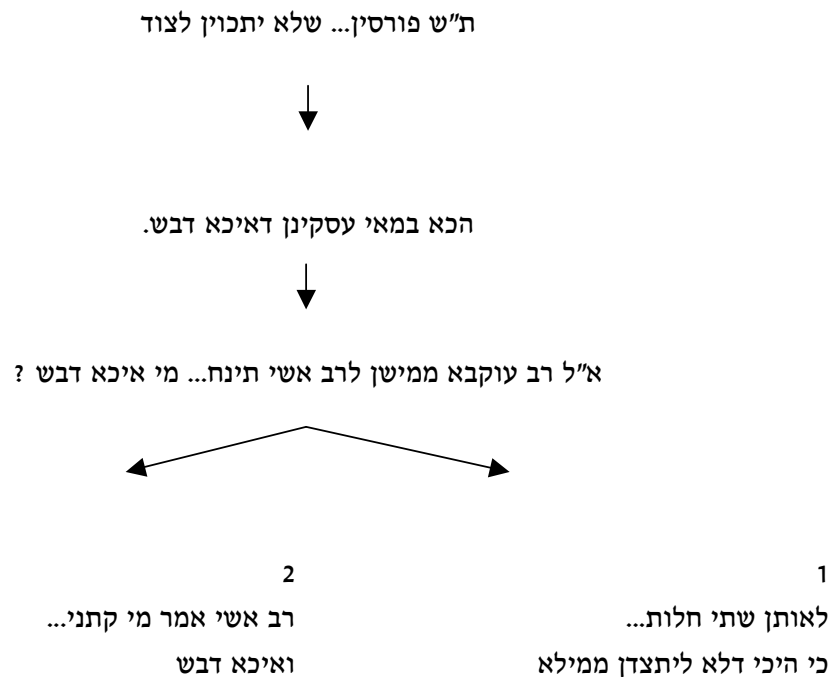 ת"ש פורסין... שלא יתכוין לצוד
הכא במאי עסקינן דאיכא דבש.
א"ל רב עוקבא ממישן לרב אשי תינח... מי איכא דבש ?
1
לאותן שתי חלות...
כי היכי דלא ליתצדן ממילא
2
רב אשי אמר מי קתני...
ואיכא דבש